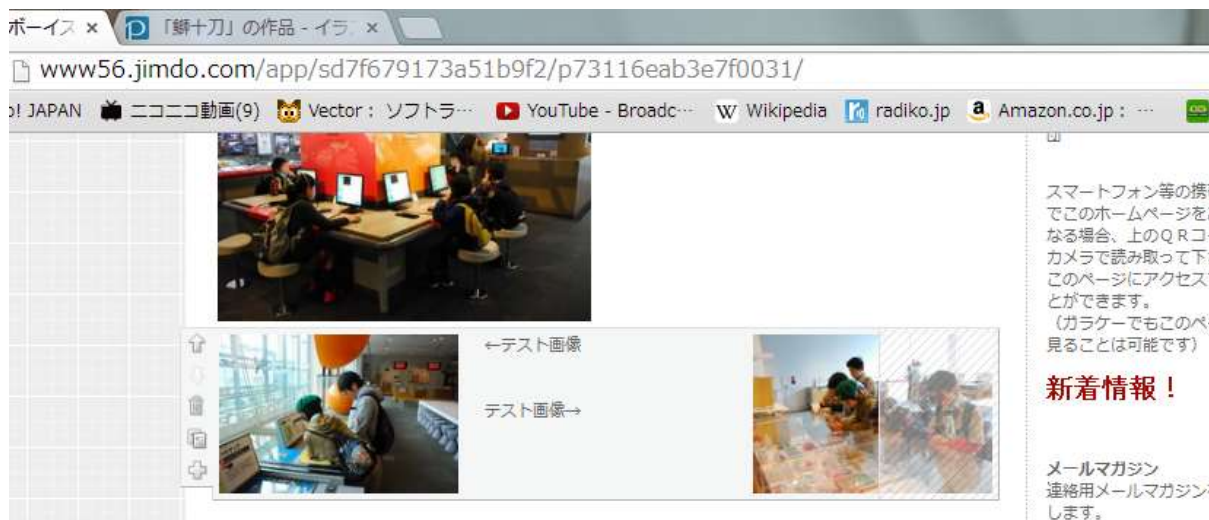 ボーイス
「鰤十刀」の作品 - イラ
www56.jimdo.com/app/sd7f679173a51b9f2/p73116eab3e7f0031/
o! JAPAN ニコニコ動画(9) Vector： ソフトラ… YouTube - Broadc… Wikipedia radiko.jp Amazon.co.jp： …
スマートフォン等の携
でこのホームページを
なる場合、上のＱＲコー
カメラで読み取って下
このページにアクセス
とができます。
（ガラケーでもこのペ
見ることは可能です）
←テスト画像
テスト画像→
新着情報！
メールマガジン
連絡用メールマガジン
します。